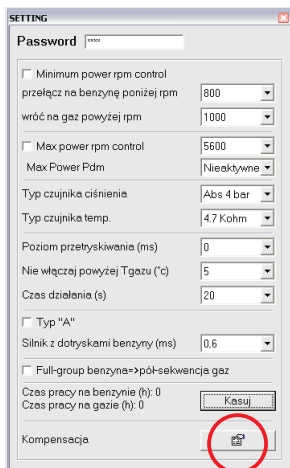 SETTING
Password ****
Minimum power rpm control
przełącz na benzynę poniżej rpm 800
wróć na gaz powyżej rpm 1000
Max power rpm control 5600
Max Power Pdm Nieaktywne
Typ czujnika ciśnienia Abs 4 bar
Typ czujnika temp. 4.7 Kohm
Poziom przetryskiwania (ms) 0
Nie włączaj powyżej Tgazu (°c) 5
Czas działania (s) 20
Typ "A"
Silnik z dotryskami benzyny (ms) 0,6
Full-group benzyna=>pół-sekwencja gaz
Czas pracy na benzynie (h): 0
Czas pracy na gazie (h): 0
Kasuj
Kompensacja